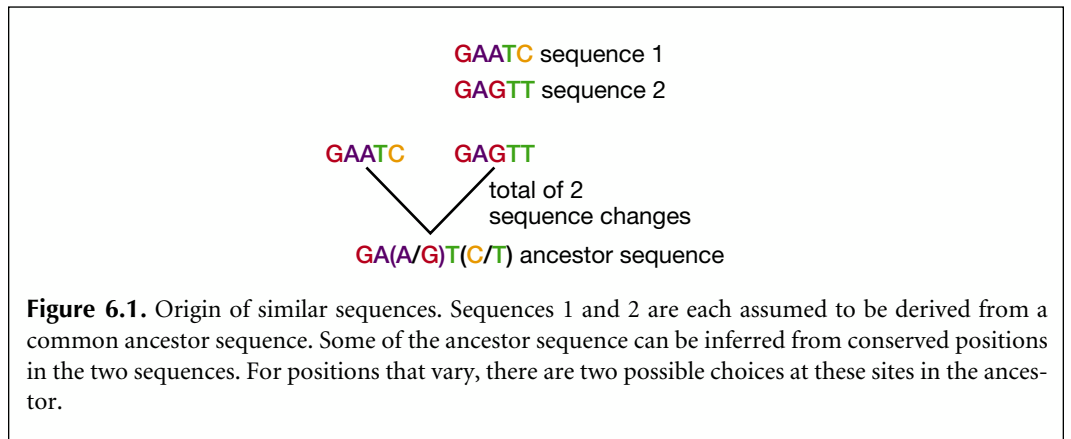 GAATC sequence 1
GAGTT sequence 2
GAATC GAGTT
total of 2
sequence changes
GA(A/G)T(C/T) ancestor sequence
Figure 6.1. Origin of similar sequences. Sequences 1 and 2 are each assumed to be derived from a
common ancestor sequence. Some of the ancestor sequence can be inferred from conserved positions
in the two sequences. For positions that vary, there are two possible choices at these sites in the ances-
tor.